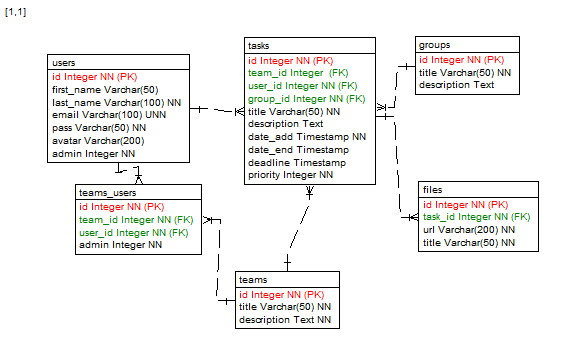 [1,1]
users
id Integer NN (PK)
first_name Varchar(50)
last_name Varchar(100) NN
email Varchar(100) UNN
pass Varchar(50) NN
avatar Varchar(200)
admin Integer NN
tasks
id Integer NN (PK)
team_id Integer (FK)
user_id Integer NN (FK)
group_id Integer NN (FK)
title Varchar(50) NN
description Text
date_add Timestamp NN
date_end Timestamp
deadline Timestamp
priority Integer NN
groups
id Integer NN (PK)
title Varchar(50) NN
description Text
teams_users
id Integer NN (PK)
team_id Integer NN (FK)
user_id Integer NN (FK)
admin Integer NN
files
id Integer NN (PK)
task_id Integer NN (FK)
url Varchar(200) NN
title Varchar(50) NN
teams
id Integer NN (PK)
title Varchar(50) NN
description Text NN